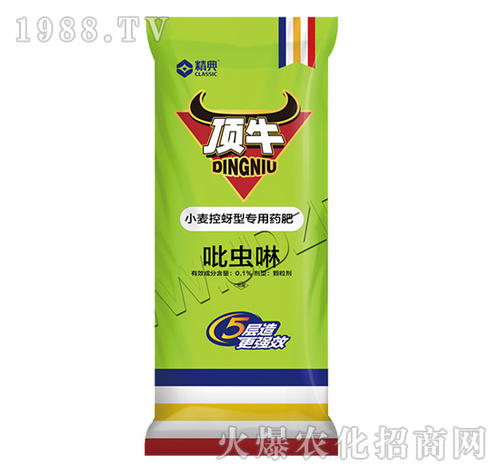 1988.TV
精典®
CLASSIC
顶牛
DINGNIU
小麦控蚜型专用药肥
吡虫啉
有效成分含量：0.1% 剂型：颗粒剂
5层造
更强效
火爆农化招商网